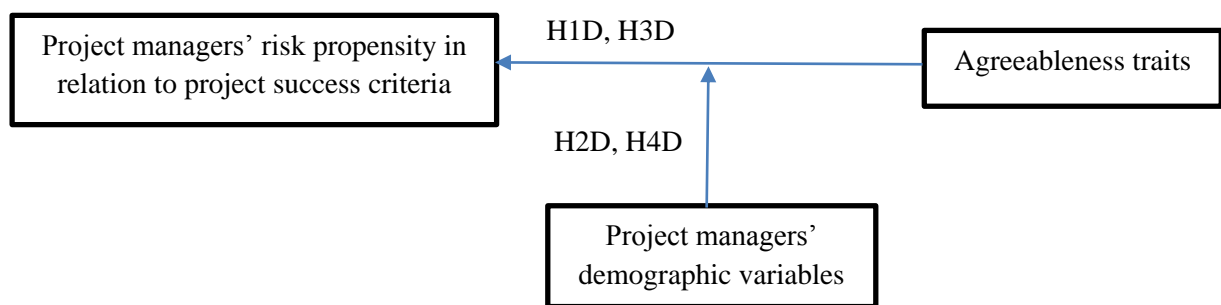 H1D, H3D
Project managers’ risk propensity in
relation to project success criteria
Agreeableness traits
H2D, H4D
Project managers’
demographic variables